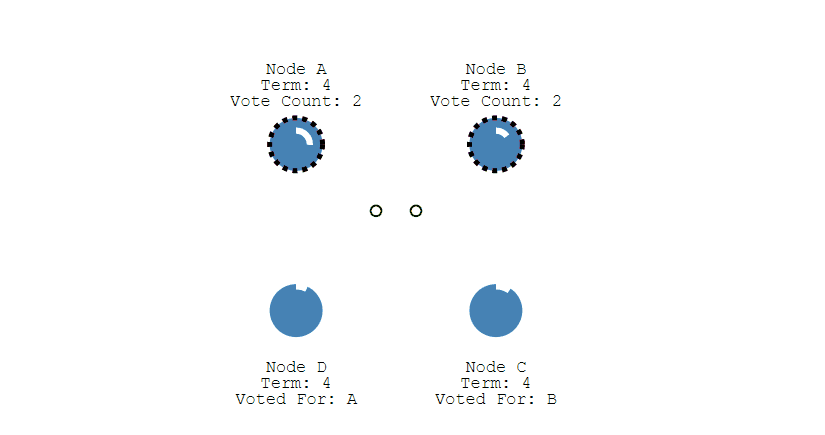 Node A
Term: 4
Vote Count: 2
Node B
Term: 4
Vote Count: 2
Node D
Term: 4
Voted For: A
Node C
Term: 4
Voted For: B